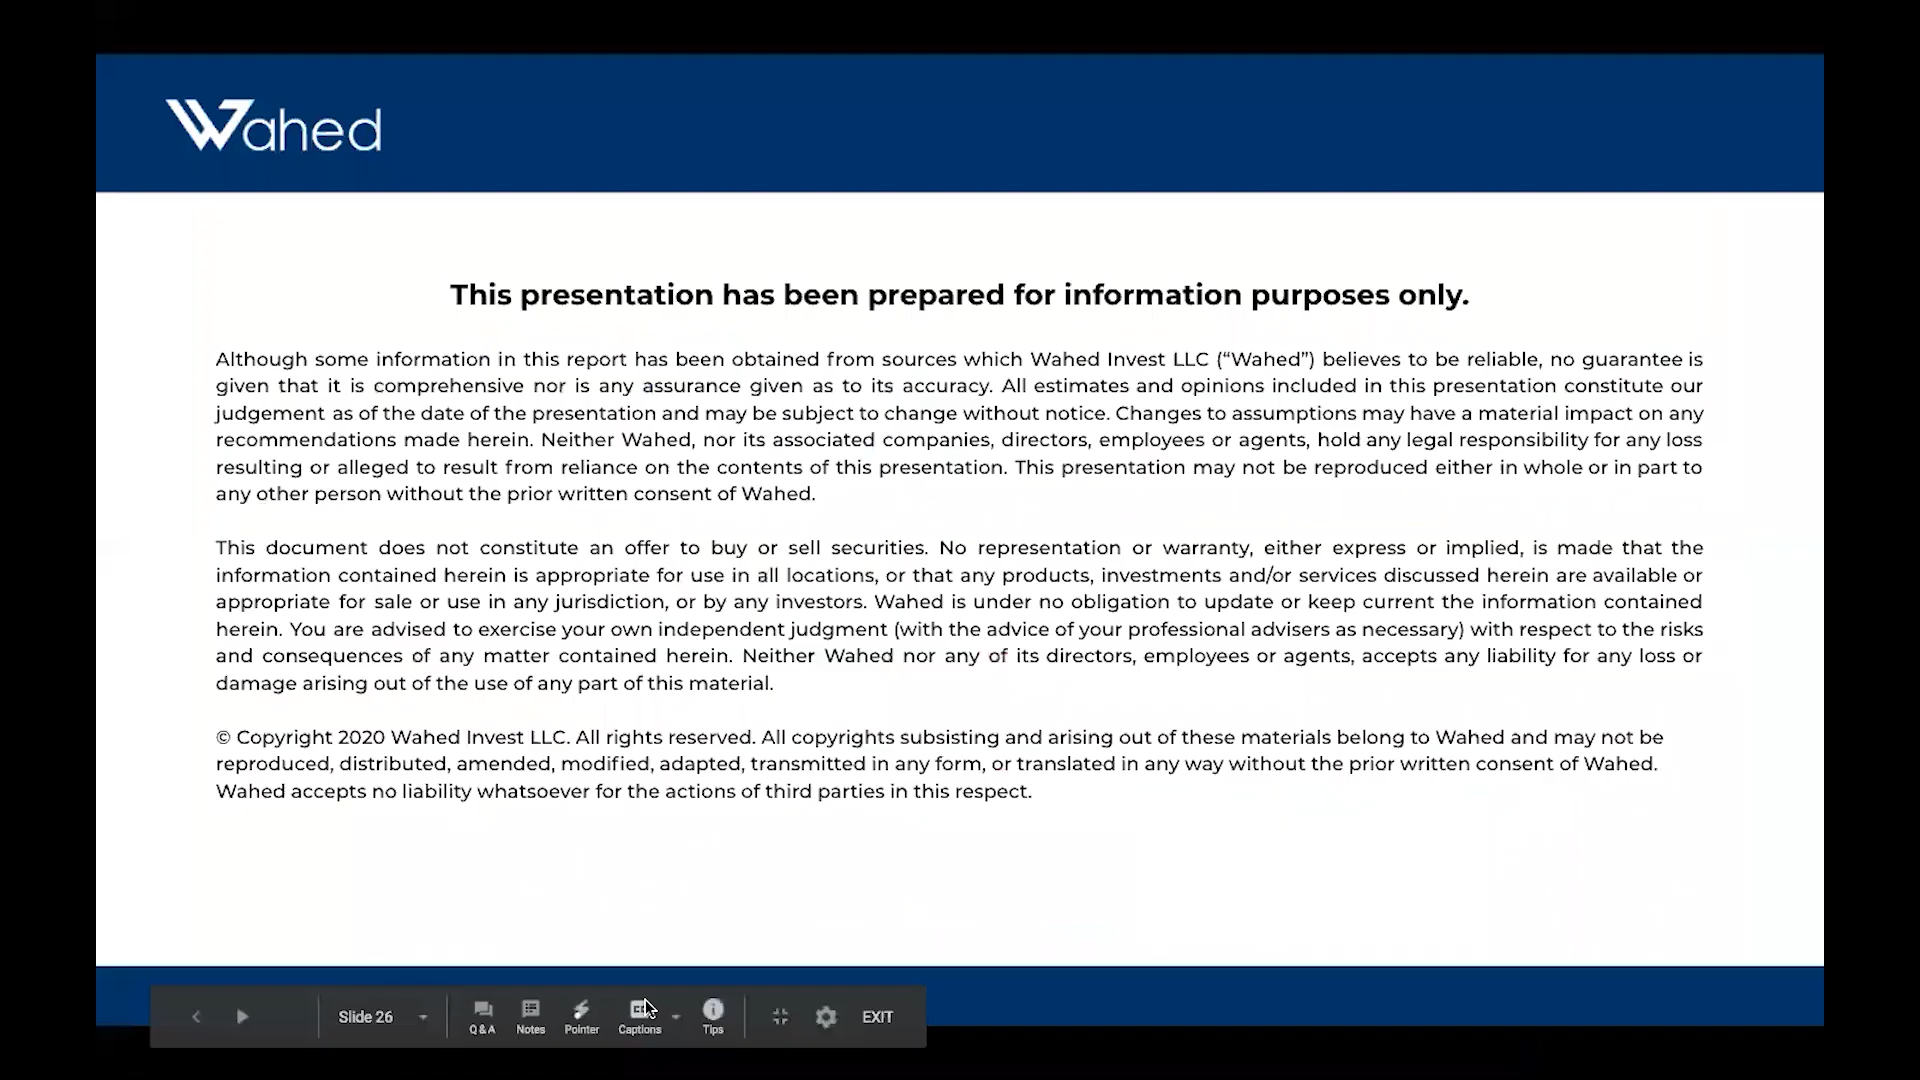 Wahed
This presentation has been prepared for information purposes only.
Although some information in this report has been obtained from sources which Wahed Invest LLC (“Wahed”) believes to be reliable, no guarantee is
given that it is comprehensive nor is any assurance given as to its accuracy. All estimates and opinions included in this presentation constitute our
judgement as of the date of the presentation and may be subject to change without notice. Changes to assumptions may have a material impact on any
recommendations made herein. Neither Wahed, nor its associated companies, directors, employees or agents, hold any legal responsibility for any loss
resulting or alleged to result from reliance on the contents of this presentation. This presentation may not be reproduced either in whole or in part to
any other person without the prior written consent of Wahed.
This document does not constitute an offer to buy or sell securities. No representation or warranty, either express or implied, is made that the
information contained herein is appropriate for use in all locations, or that any products, investments and/or services discussed herein are available or
appropriate for sale or use in any jurisdiction, or by any investors. Wahed is under no obligation to update or keep current the information contained
herein. You are advised to exercise your own independent judgment (with the advice of your professional advisers as necessary) with respect to the risks
and consequences of any matter contained herein. Neither Wahed nor any of its directors, employees or agents, accepts any liability for any loss or
damage arising out of the use of any part of this material.
© Copyright 2020 Wahed Invest LLC. All rights reserved. All copyrights subsisting and arising out of these materials belong to Wahed and may not be
reproduced, distributed, amended, modified, adapted, transmitted in any form, or translated in any way without the prior written consent of Wahed.
Wahed accepts no liability whatsoever for the actions of third parties in this respect.
Slide 26 Q&A Notes Pointer Captions Tips EXIT